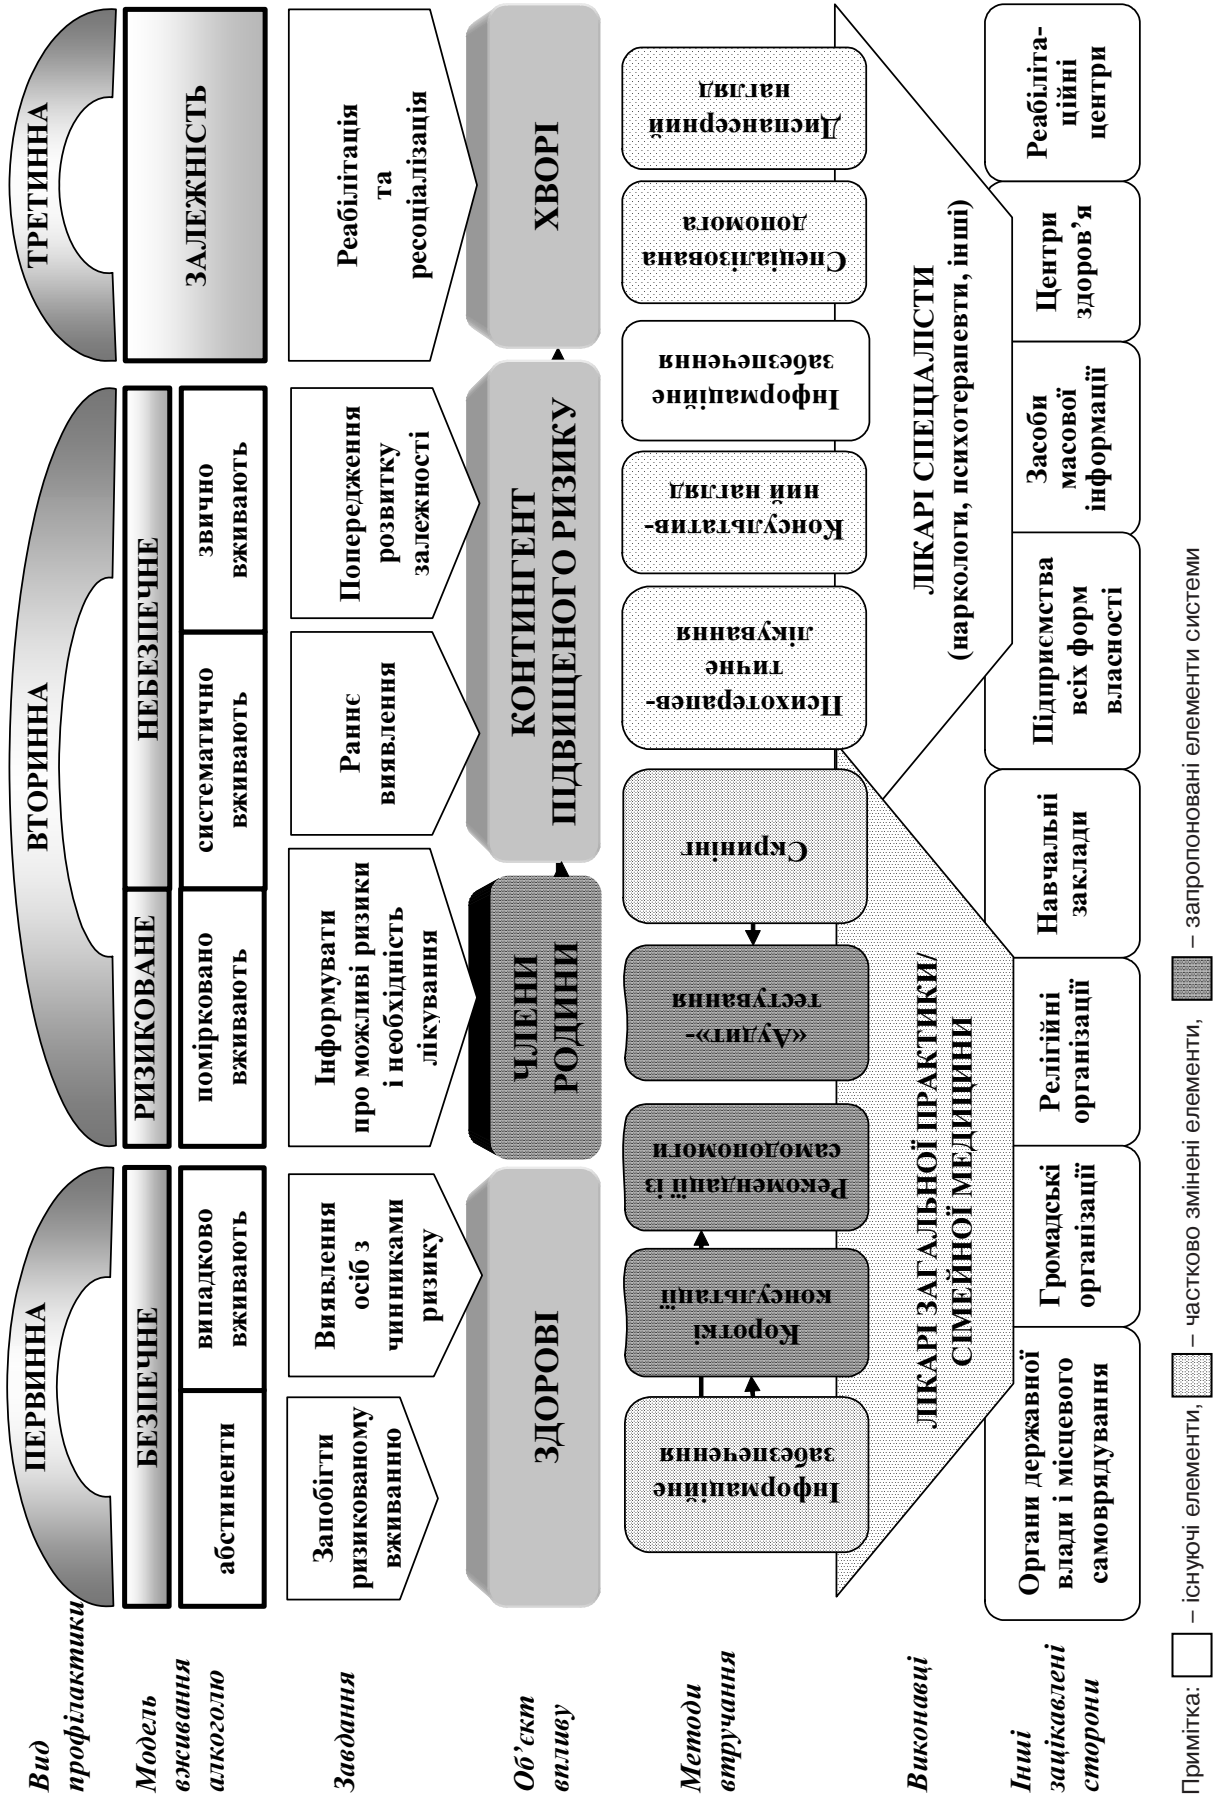 Вид
профілактики
ПЕРВИННА
ВТОРИННА
ТРЕТИННА
Модель
вживання
алкоголю
БЕЗПЕЧНЕ
РИЗИКОВАНЕ
НЕБЕЗПЕЧНЕ
ЗАЛЕЖНІСТЬ
абстиненти
випадково
вживають
помірковано
вживають
систематично
вживають
звично
вживають
Завдання
Запобігти
ризикованому
вживанню
Виявлення
осіб з
чинниками
ризику
Інформувати
про можливі ризики
і необхідність
лікування
Раннє
виявлення
Попередження
розвитку
залежності
Реабілітація
та
ресоціалізація
Об’єкт
впливу
ЗДОРОВІ
ЧЛЕНИ
РОДИНИ
КОНТИНГЕНТ
ПІДВИЩЕНОГО РИЗИКУ
ХВОРІ
Методи
втручання
Інформаційне
забезпечення
Короткі
консультації
Рекомендації із
самодопомоги
«Аудит»-
тестування
Скринінг
Психотерапев-
тичне
лікування
Консультатив-
ний нагляд
Інформаційне
забезпечення
Спеціалізована
допомога
Диспансерний
нагляд
Виконавці
ЛІКАРІ ЗАГАЛЬНОЇ ПРАКТИКИ/
СІМЕЙНОЇ МЕДИЦИНИ
ЛІКАРІ СПЕЦІАЛІСТИ
(наркологи, психотерапевти, інші)
Інші
зацікавлені
сторони
Органи державної
влади і місцевого
самоврядування
Громадські
організації
Релігійні
організації
Навчальні
заклади
Підприємства
всіх форм
власності
Засоби
масової
інформації
Центри
здоров’я
Реабіліта-
ційні
центри
Примітка: – існуючі елементи, – частково змінені елементи, – запропоновані елементи системи